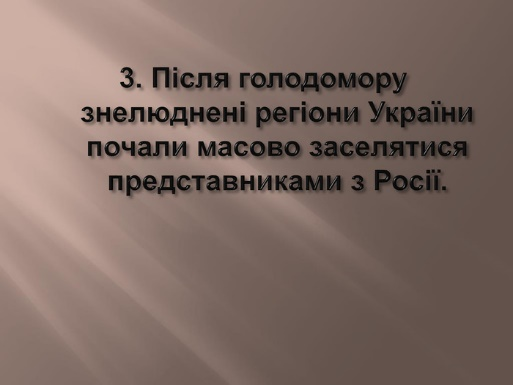 3. Після голодомору
знелюднені регіони України
почали масово заселятися
представниками з Росії.